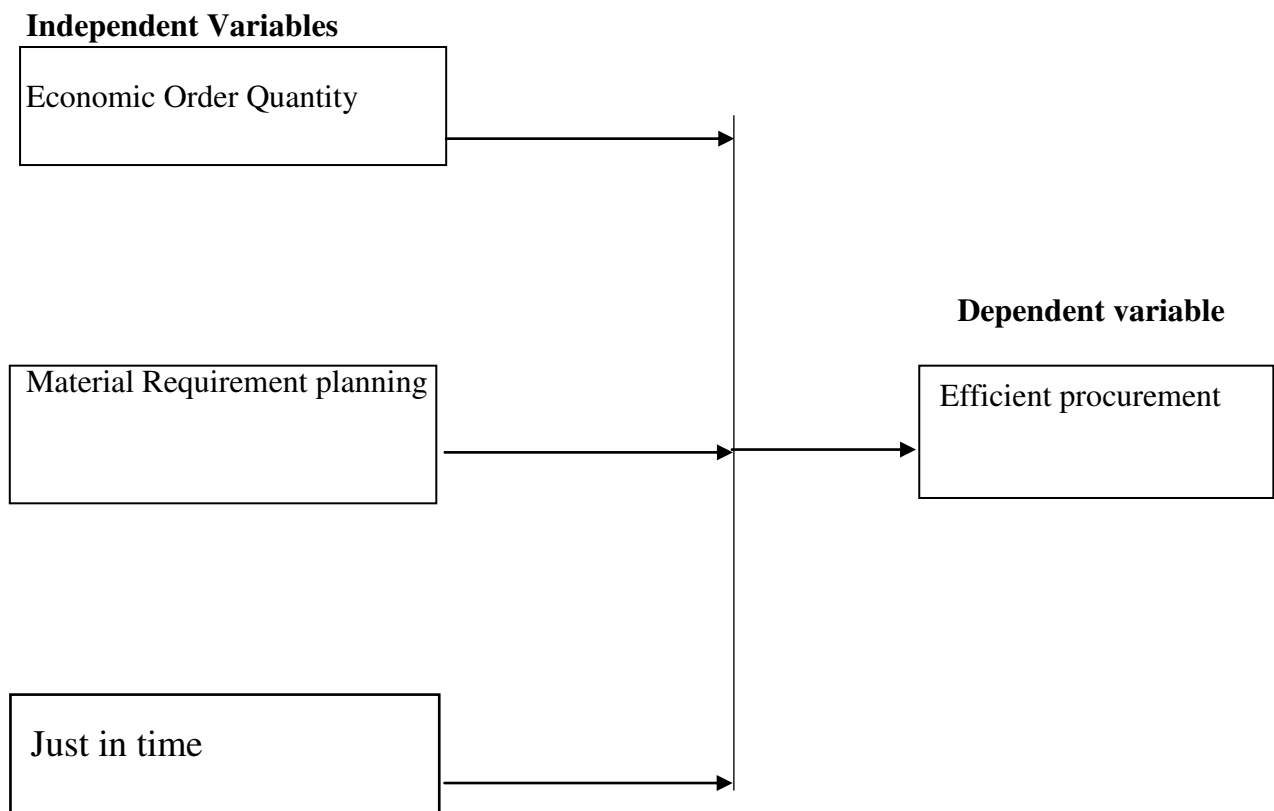 Independent Variables
Economic Order Quantity
Dependent variable
Material Requirement planning
Efficient procurement
Just in time